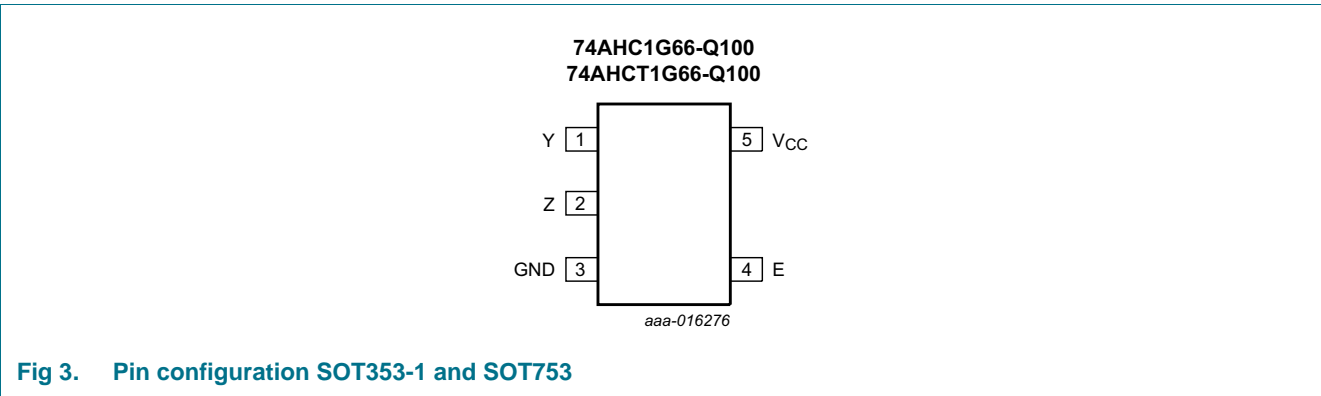 74AHC1G66-Q100
74AHCT1G66-Q100
Y 1 5 VCC
Z 2
GND 3 4 E
aaa-016276
Fig 3. Pin configuration SOT353-1 and SOT753